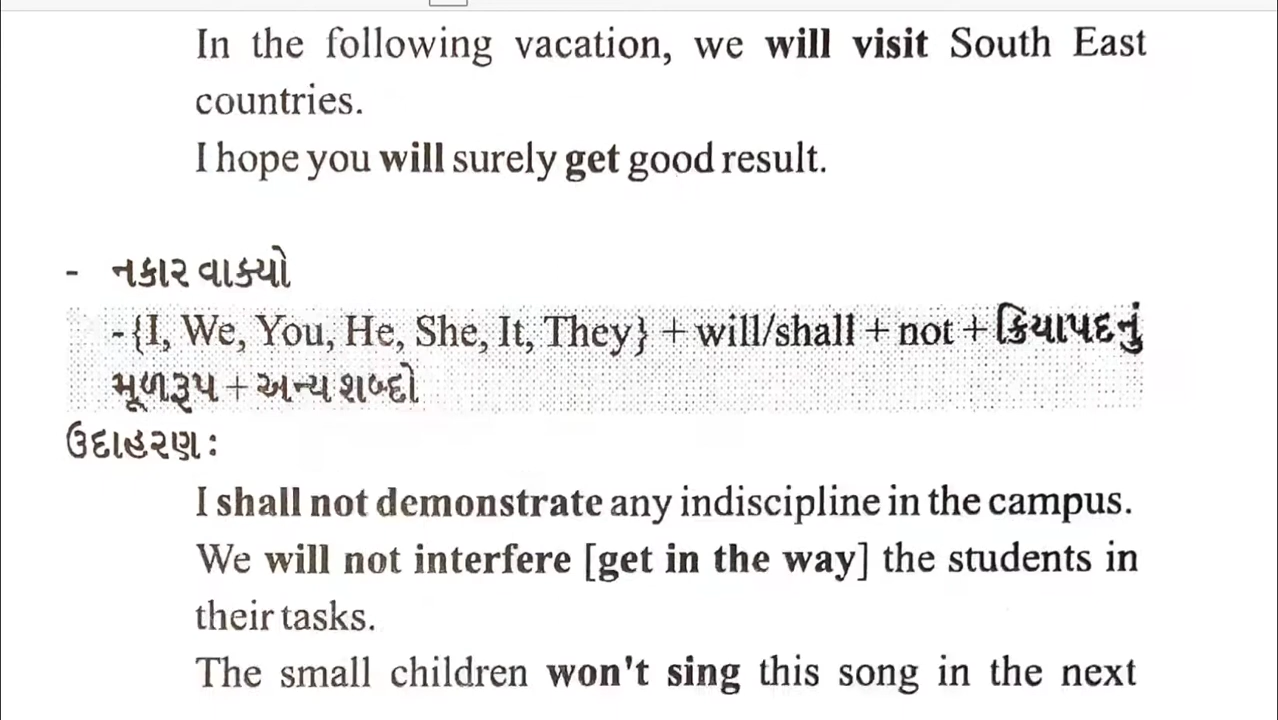 In the following vacation, we will visit South East
countries.
I hope you will surely get good result.
- નકાર વાક્યો
-{I, We, You, He, She, It, They} + will/shall + not + ક્રિયાપદનું
મૂળરૂપ + અન્ય શબ્દો
ઉદાહરણ :
I shall not demonstrate any indiscipline in the campus.
We will not interfere [get in the way] the students in
their tasks.
The small children won't sing this song in the next